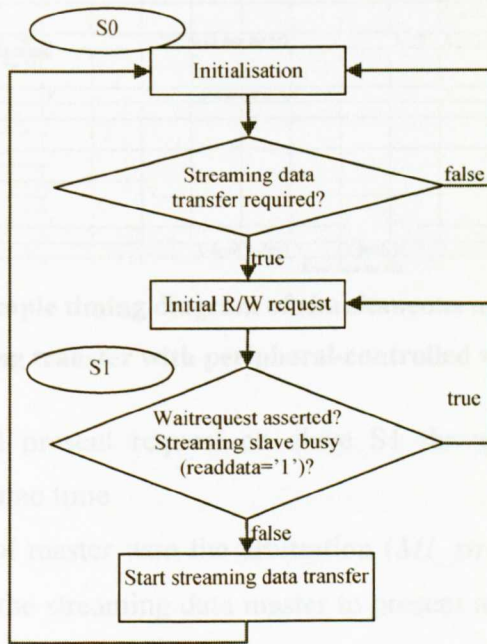 S0
Initialisation
Streaming data
transfer required?
false
true
Initial R/W request
S1
Waitrequest asserted?
Streaming slave busy
(readdata='1')?
true
false
Start streaming data transfer